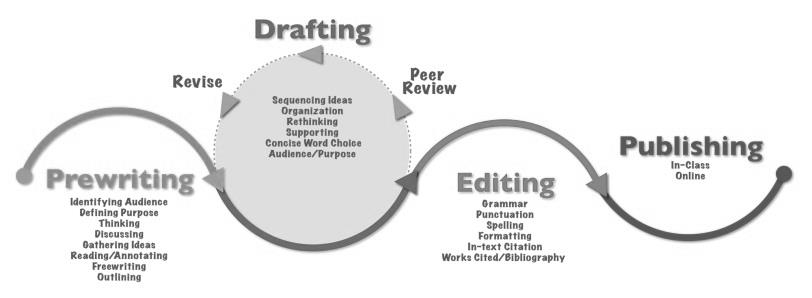 Drafting
Revise
Peer
Review
Sequencing Ideas
Organization
Rethinking
Supporting
Concise Word Choice
Audience/Purpose
Prewriting
Identifying Audience
Defining Purpose
Thinking
Discussing
Gathering Ideas
Reading/Annotating
Freewriting
Outlining
Editing
Grammar
Punctuation
Spelling
Formatting
In-text Citation
Works Cited/Bibliography
Publishing
In-Class
Online